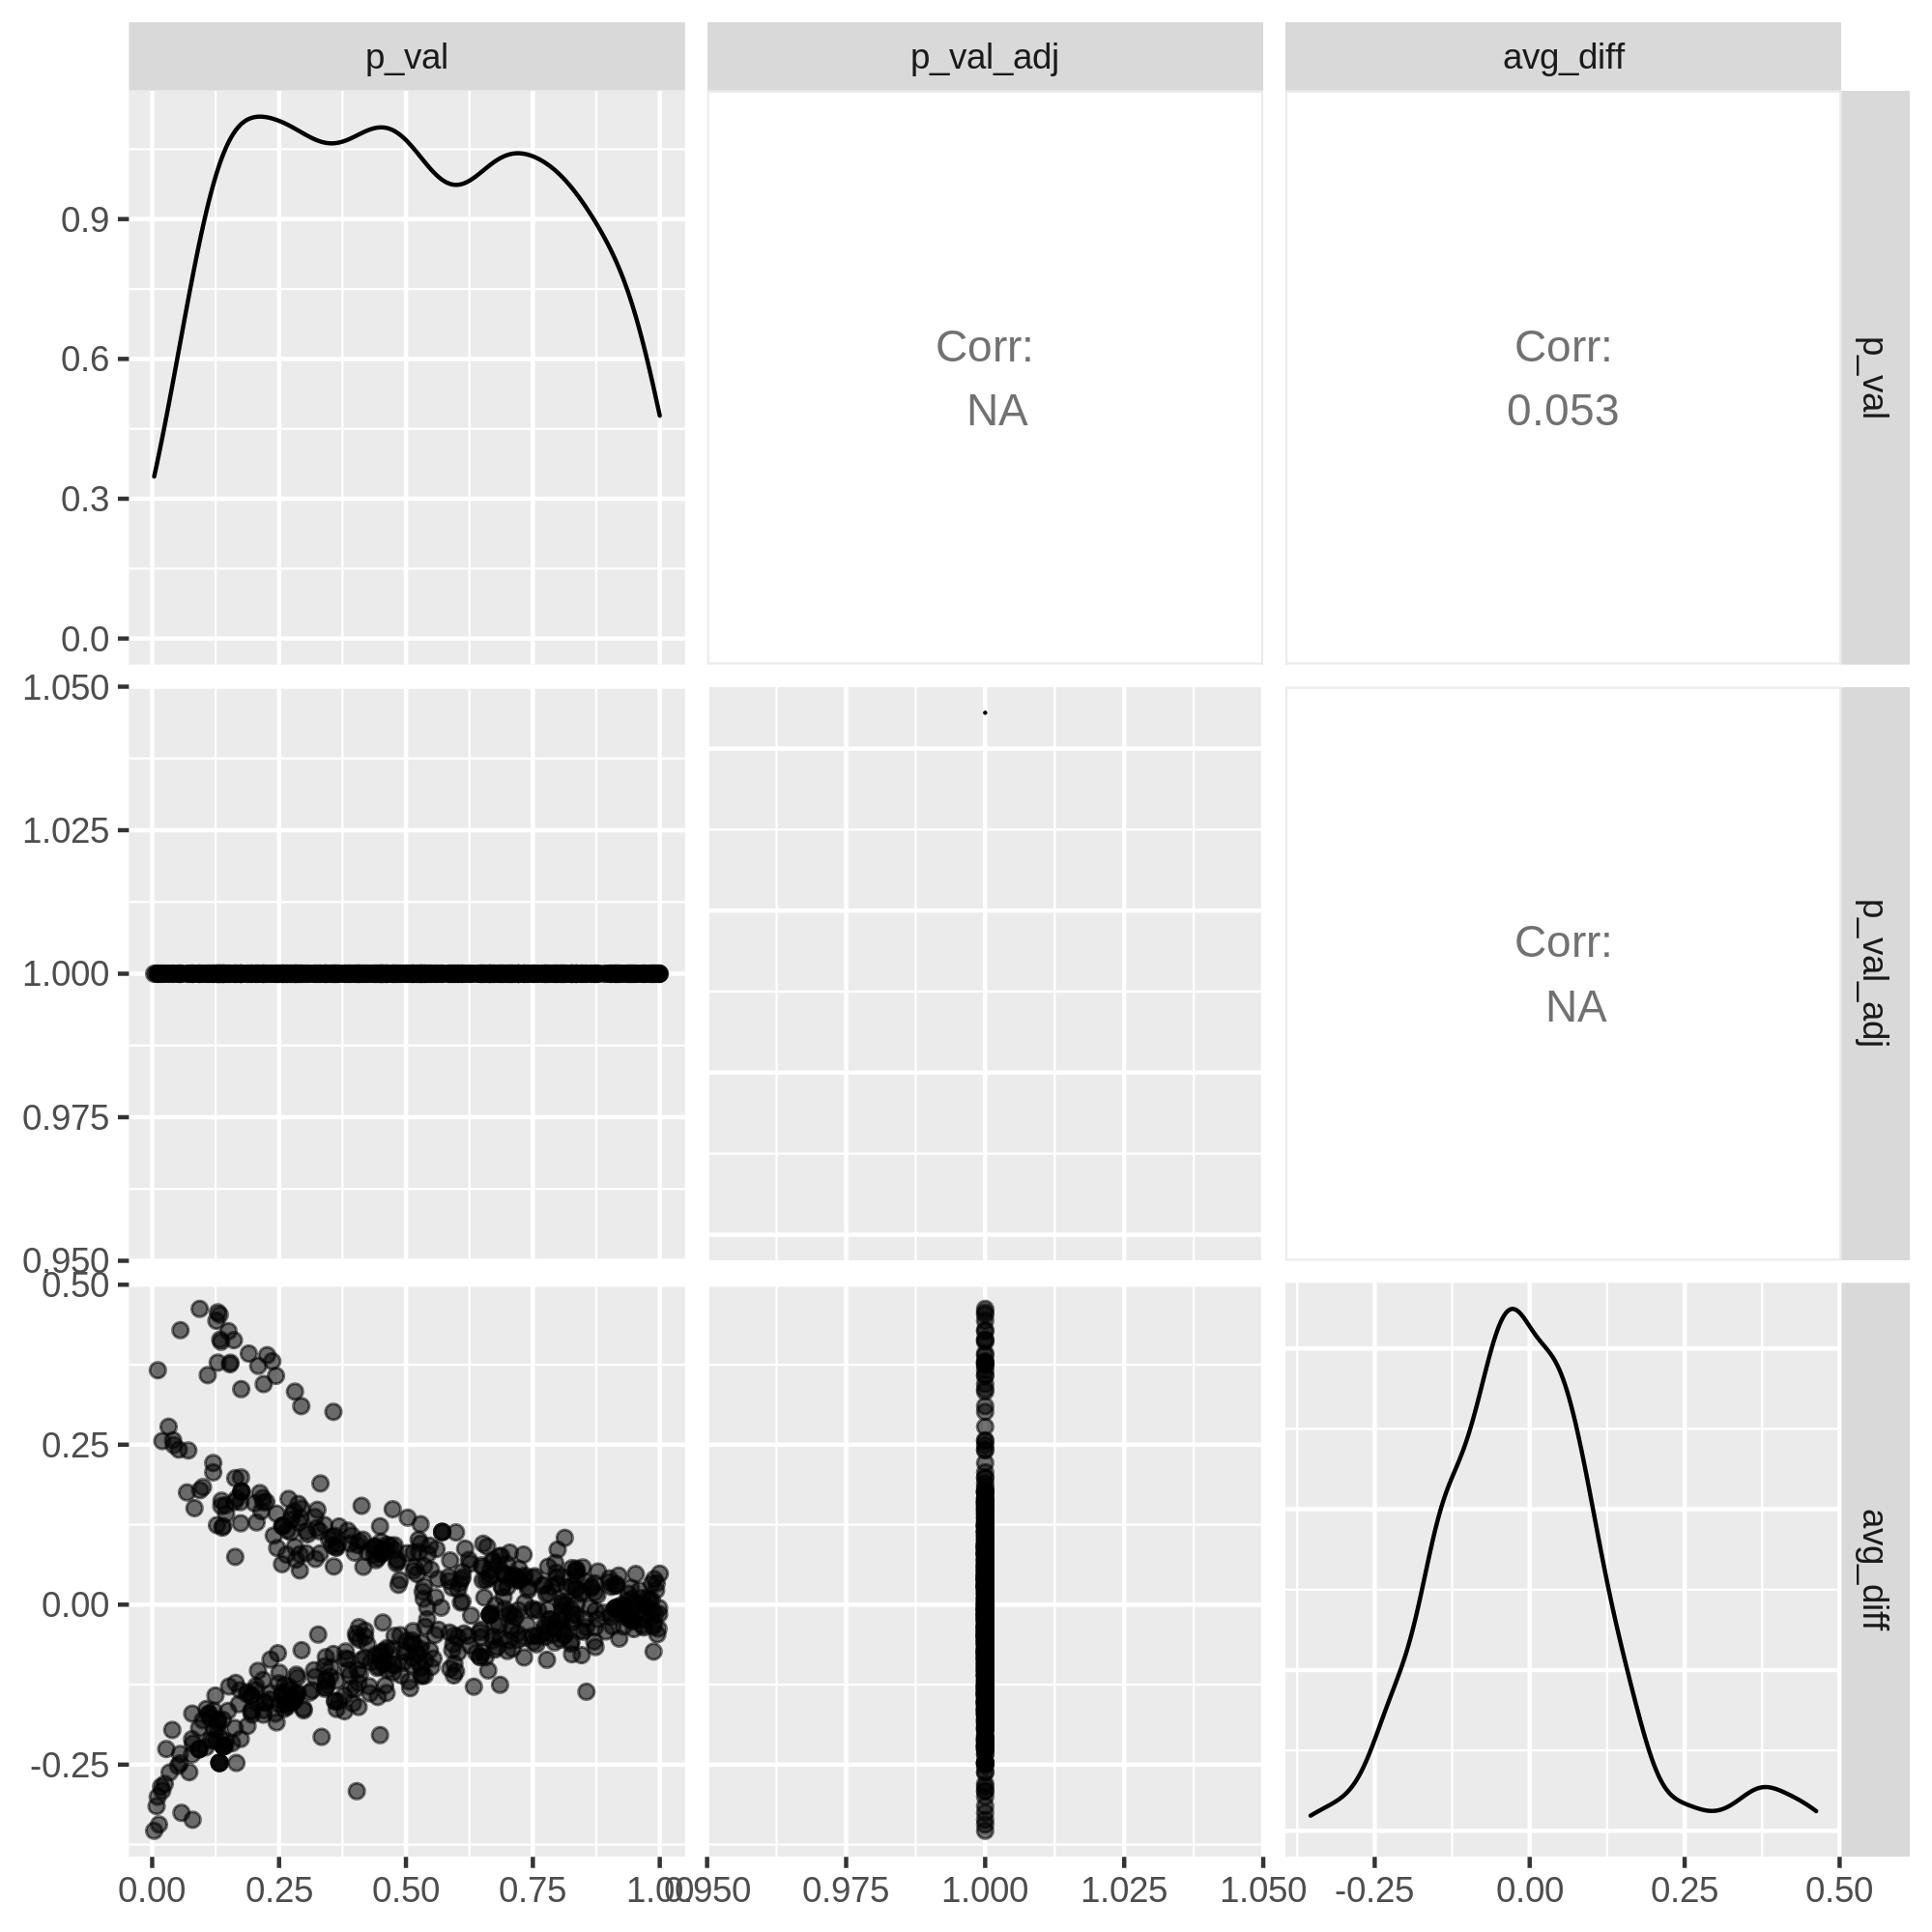 p_val
p_val_adj
avg_diff
0.9
0.6
0.3
0.0
Corr:
NA
Corr:
0.053
p_val
1.050
1.025
1.000
0.975
0.950
Corr:
NA
p_val_adj
0.50
0.25
0.00
-0.25
avg_diff
0.00 0.25 0.50 0.75 1.00
0.950 0.975 1.000 1.025 1.050
-0.25 0.00 0.25 0.50